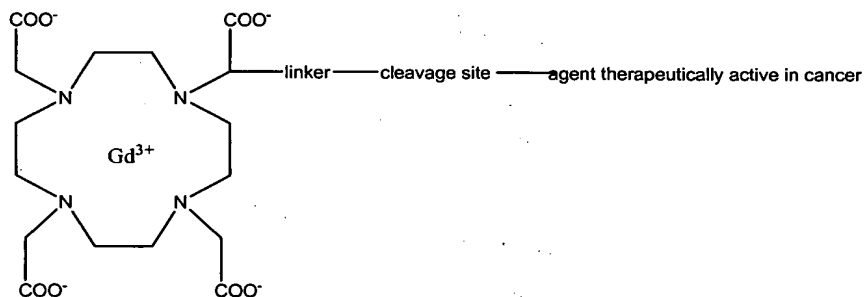 COO⁻ COO⁻
linker cleavage site agent therapeutically active in cancer
N N
Gd³⁺
N N
COO⁻ COO⁻